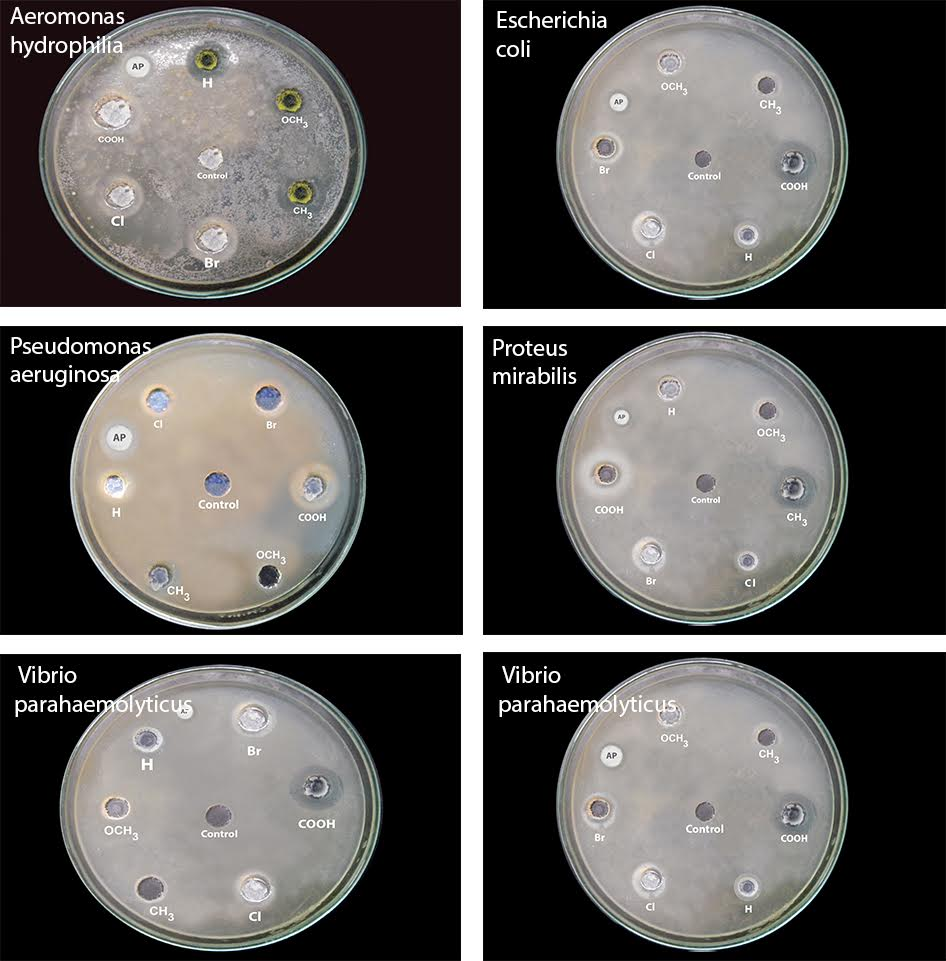 Aeromonas
hydrophilia
AP
H
OCH3
COOH
Control
CH3
Cl
Br
Escherichia
coli
OCH3
CH3
AP
Br
Control
COOH
Cl
H
Pseudomonas
aeruginosa
Cl
Br
AP
H
Control
COOH
OCH3
CH3
Proteus
mirabilis
H
OCH3
AP
COOH
Control
CH3
Br
Cl
Vibrio
parahaemolyticus
H
Br
OCH3
COOH
Control
CH3
Cl
Vibrio
parahaemolyticus
OCH3
CH3
AP
Br
Control
COOH
Cl
H